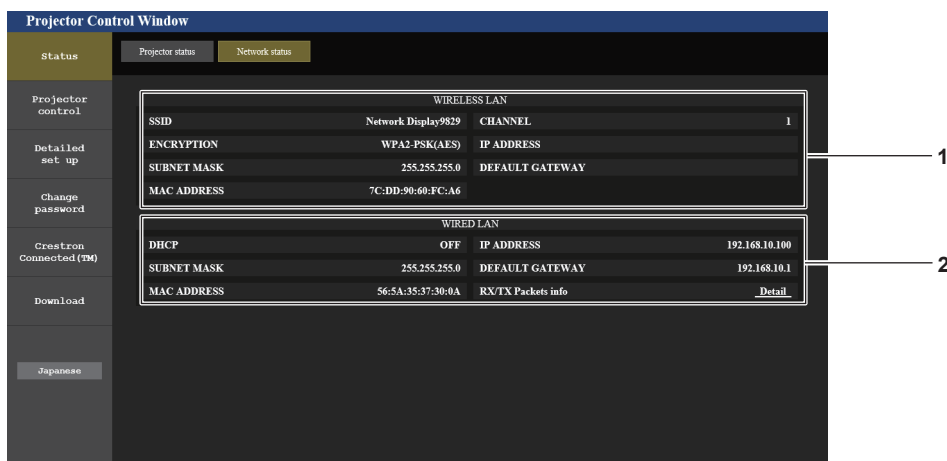 Projector Control Window
Status
Projector status
Network status
Projector
control
Detailed
set up
Change
password
Crestron
Connected(TM)
Download
Japanese
WIRELESS LAN
SSID Network Display9829 CHANNEL 1
ENCRYPTION WPA2-PSK(AES) IP ADDRESS
SUBNET MASK 255.255.255.0 DEFAULT GATEWAY
MAC ADDRESS 7C:DD:90:60:FC:A6
1
WIRED LAN
DHCP OFF IP ADDRESS 192.168.10.100
SUBNET MASK 255.255.255.0 DEFAULT GATEWAY 192.168.10.1
MAC ADDRESS 56:5A:35:37:30:0A RX/TX Packets info Detail
2